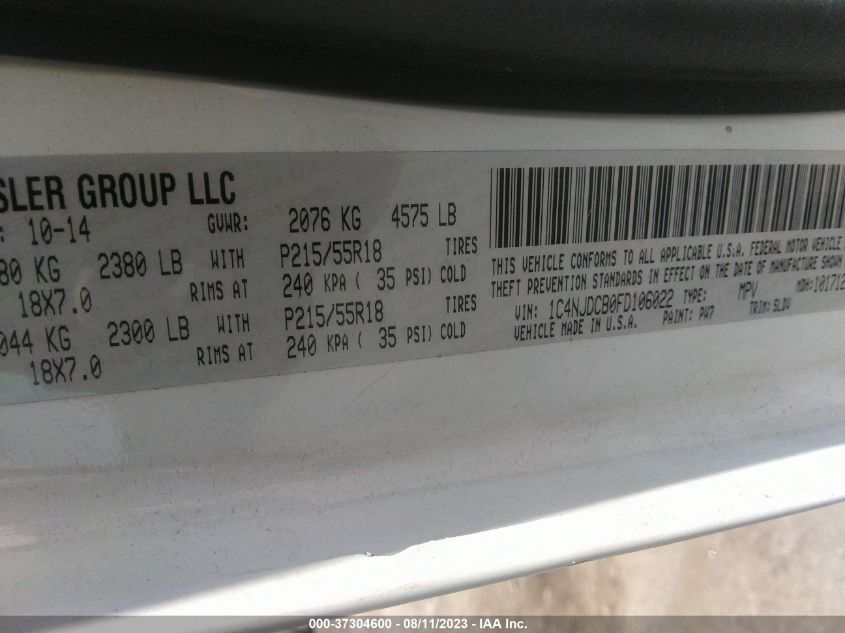 SLER GROUP LLC
: 10-14 GVWR: 2076 KG 4575 LB
80 KG 2380 LB WITH P215/55R18 TIRES
18X7.0 RIMS AT 240 KPA ( 35 PSI) COLD
044 KG 2300 LB WITH P215/55R18 TIRES
18X7.0 RIMS AT 240 KPA ( 35 PSI) COLD
THIS VEHICLE CONFORMS TO ALL APPLICABLE U.S.A. FEDERAL MOTOR VEHICLE
THEFT PREVENTION STANDARDS IN EFFECT ON THE DATE OF MANUFACTURE SHOWN
VIN: 1C4NJDCB0FD106022 TYPE: MPV MDH: 101712
VEHICLE MADE IN U.S.A. PAINT: PW7 TRIM: SLDV
000-37304600 - 08/11/2023 - IAA Inc.